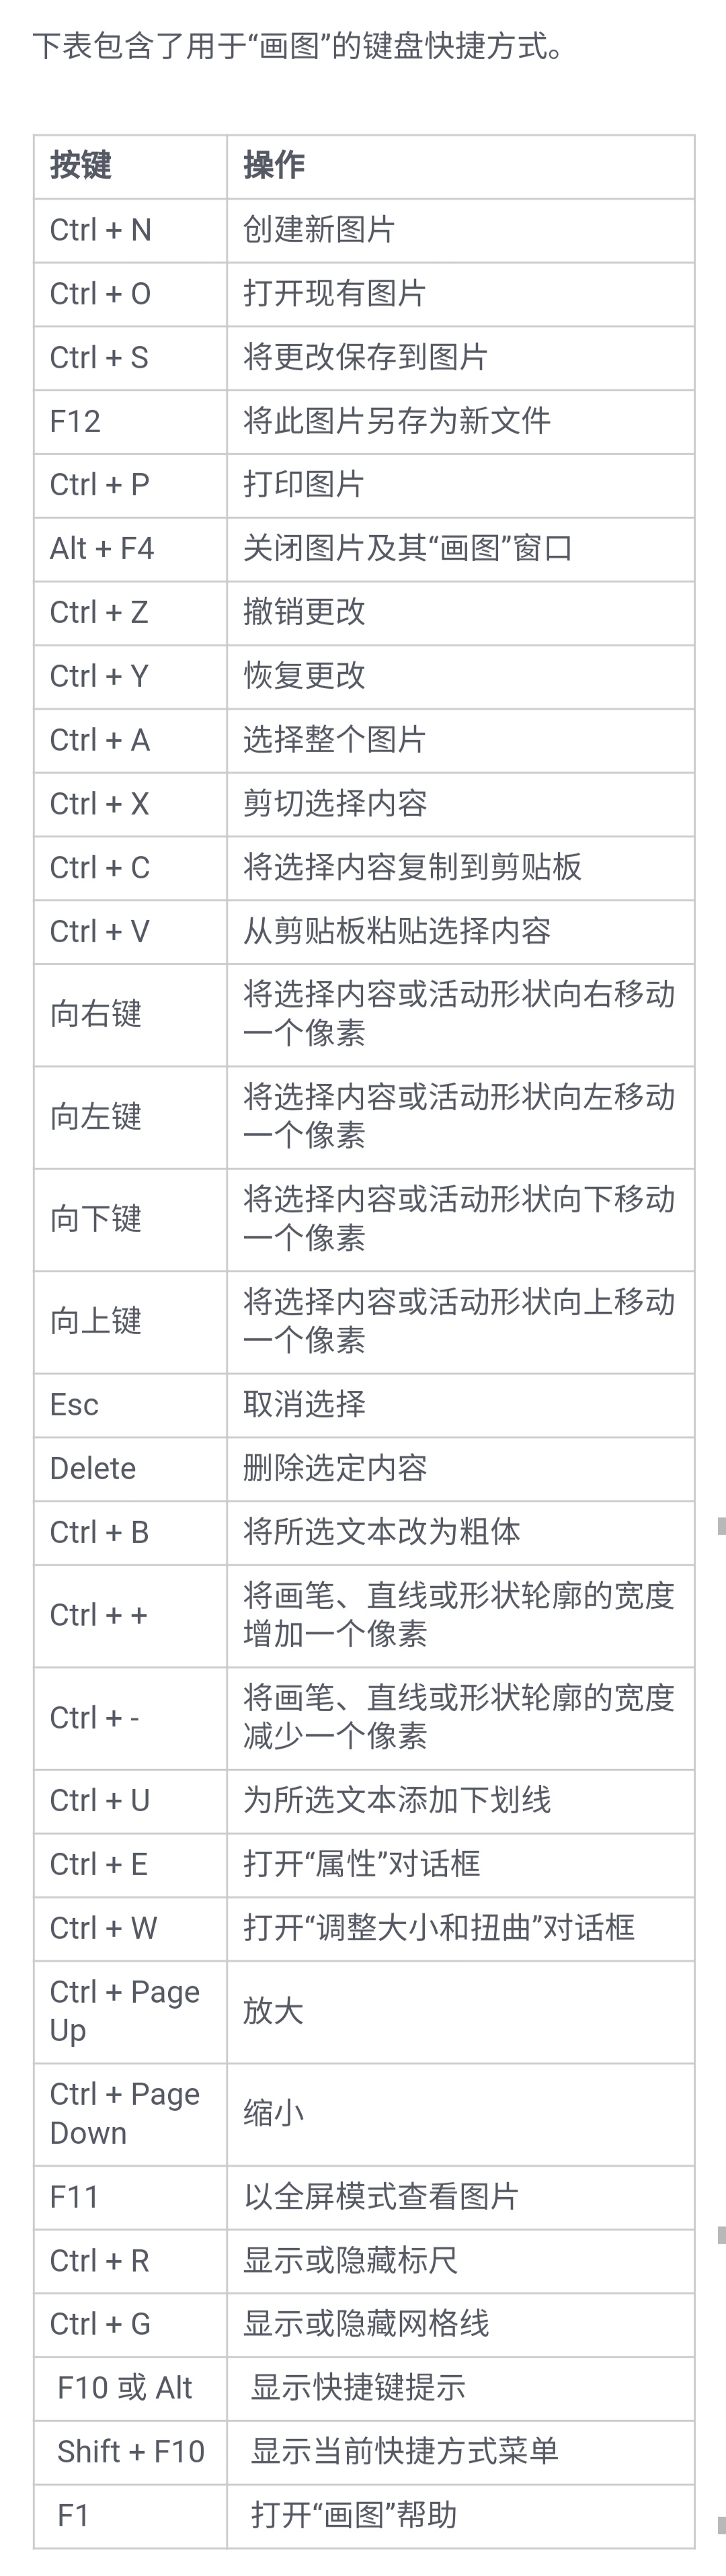 下表包含了用于“画图”的键盘快捷方式。
按键 操作
Ctrl + N 创建新图片
Ctrl + O 打开现有图片
Ctrl + S 将更改保存到图片
F12 将此图片另存为新文件
Ctrl + P 打印图片
Alt + F4 关闭图片及其“画图”窗口
Ctrl + Z 撤销更改
Ctrl + Y 恢复更改
Ctrl + A 选择整个图片
Ctrl + X 剪切选择内容
Ctrl + C 将选择内容复制到剪贴板
Ctrl + V 从剪贴板粘贴选择内容
向右键 将选择内容或活动形状向右移动
一个像素
向左键 将选择内容或活动形状向左移动
一个像素
向下键 将选择内容或活动形状向下移动
一个像素
向上键 将选择内容或活动形状向上移动
一个像素
Esc 取消选择
Delete 删除选定内容
Ctrl + B 将所选文本改为粗体
Ctrl + + 将画笔、直线或形状轮廓的宽度
增加一个像素
Ctrl + - 将画笔、直线或形状轮廓的宽度
减少一个像素
Ctrl + U 为所选文本添加下划线
Ctrl + E 打开“属性”对话框
Ctrl + W 打开“调整大小和扭曲”对话框
Ctrl + Page
Up 放大
Ctrl + Page
Down 缩小
F11 以全屏模式查看图片
Ctrl + R 显示或隐藏标尺
Ctrl + G 显示或隐藏网格线
F10 或 Alt 显示快捷键提示
Shift + F10 显示当前快捷方式菜单
F1 打开“画图”帮助